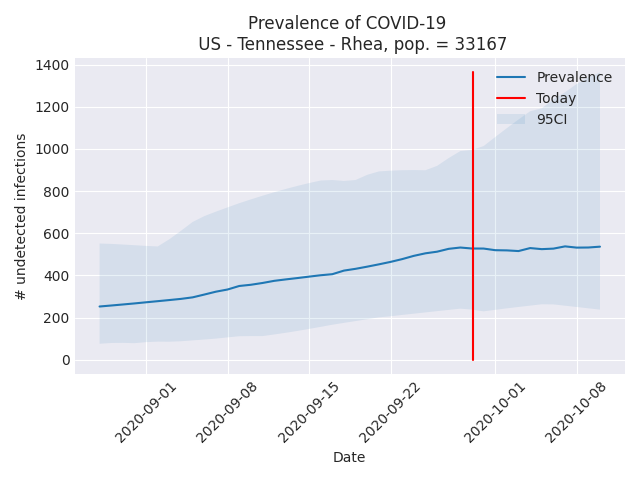 Prevalence of COVID-19
US - Tennessee - Rhea, pop. = 33167
1400
1200
1000
800
600
400
200
0
# undetected infections
Prevalence
Today
95CI
2020-09-01
2020-09-08
2020-09-15
2020-09-22
2020-10-01
2020-10-08
Date